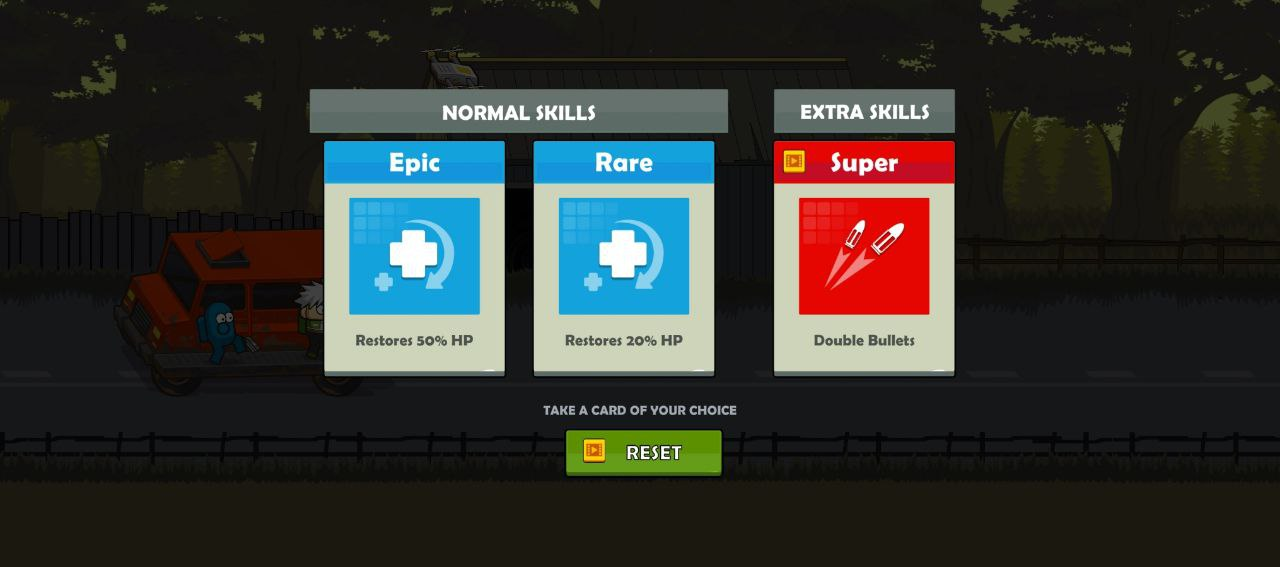 NORMAL SKILLS
EXTRA SKILLS
Epic
Rare
Super
Restores 50% HP
Restores 20% HP
Double Bullets
TAKE A CARD OF YOUR CHOICE
RESET